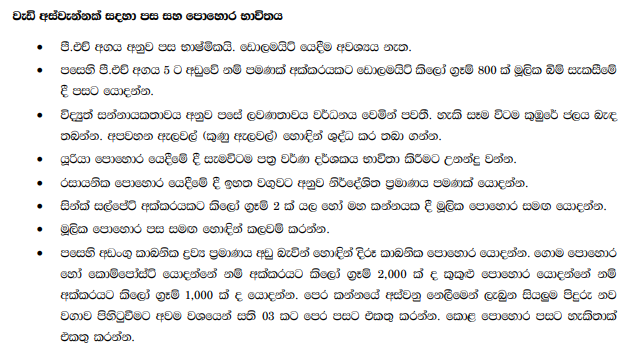 වැඩි අස්වැන්නක් සදහා පස සහ පොහොර භාවිතය
• පී.එච් අගය අනුව පස භාෂ්මිකයි. ඩොලමයිට් යෙදීම අවශ්‍යය නැත.
• පසෙහි පී.එච් අගය 5 ට අඩුවේ නම් පමණක් අක්කරයකට ඩොලමයිට් කිලෝ ග්‍රෑම් 800 ක් මූලික බිම් සැකසීමේ
දී පසට යොදන්න.
• විද්‍යුත් සන්නායකතාවය අනුව පසේ ලවණතාවය වර්ධනය වෙමින් පවතී. හැකි සෑම විටම කුඹුරේ ජලය බැඳ
තබන්න. අපවහන ඇලවල් (කුණු ඇලවල්) හොඳින් ශුද්ධ කර තබා ගන්න.
• යූරියා පොහොර යෙදීමේ දී සැමවිටම පත්‍ර වර්ණ දර්ශකය භාවිතා කිරීමට උනන්දු වන්න.
• රසායනික පොහොර යෙදීමේ දී ඉහත වගුවට අනුව නිර්දේශිත ප්‍රමාණය පමණක් යොදන්න.
• සින්ක් සල්පේට් අක්කරයකට කිලෝ ග්‍රෑම් 2 ක් යල හෝ මහ කන්නයක දී මූලික පොහොර සමඟ යොදන්න.
• මූලික පොහොර පස සමඟ හොඳින් කලවම් කරන්න.
• පසෙහි අඩංගු කාබනික ද්‍රව්‍ය ප්‍රමාණය අඩු බැවින් හොඳින් දිරූ කාබනික පොහොර යොදන්න. ගොම පොහොර
හෝ කොම්පෝස්ට් යොදන්නේ නම් අක්කරයට කිලෝ ග්‍රෑම් 2,000 ක් ද කුකුළු පොහොර යොදන්නේ නම්
අක්කරයට කිලෝ ග්‍රෑම් 1,000 ක් ද යොදන්න. පෙර කන්නයේ අස්වනු නෙලීමෙන් ලැබුන සියලුම පිදුරු නව
වගාව පිහිටුවීමට අවම වශයෙන් සති 03 කට පෙර පසට එකතු කරන්න. කොළ පොහොර පසට හැකිතාක්
එකතු කරන්න.